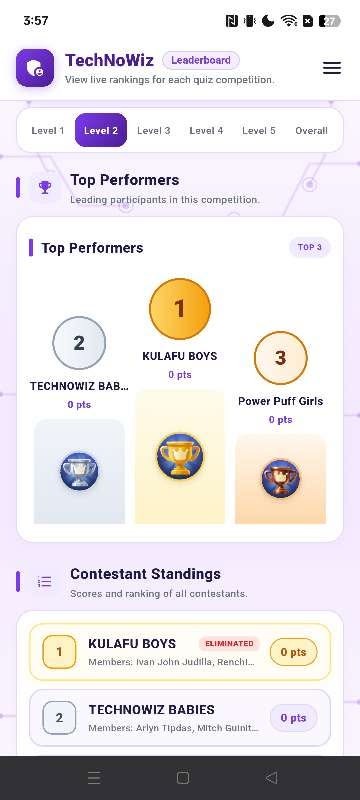 3:57
27
TechNoWiz Leaderboard
View live rankings for each quiz competition.
Level 1 Level 2 Level 3 Level 4 Level 5 Overall
Top Performers
Leading participants in this competition.
Top Performers TOP 3
1
2
3
KULAFU BOYS
0 pts
TECHNOWIZ BAB...
0 pts
Power Puff Girls
0 pts
Contestant Standings
Scores and ranking of all contestants.
1 KULAFU BOYS ELIMINATED 0 pts
Members: Ivan John Judilla, Renchi...
2 TECHNOWIZ BABIES 0 pts
Members: Arlyn Tipdas, Mitch Guinit...